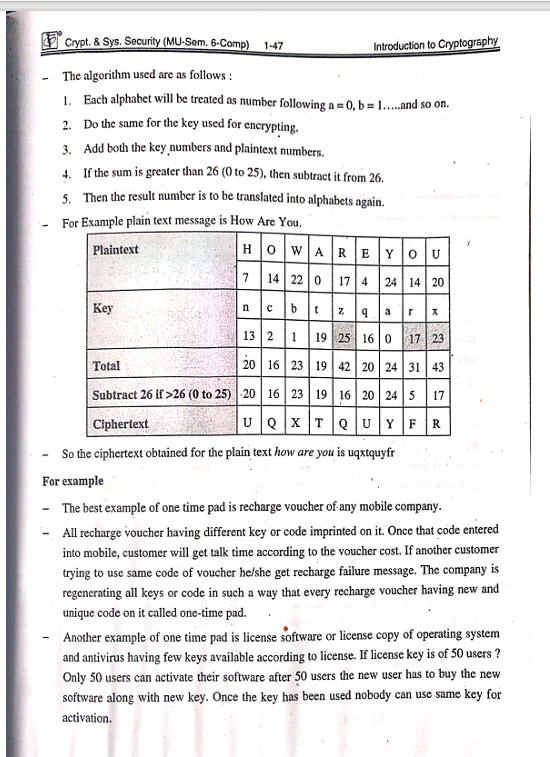 Crypt. & Sys. Security (MU-Sem. 6-Comp) 1-47 Introduction to Cryptography
– The algorithm used are as follows :
1. Each alphabet will be treated as number following a = 0, b = 1.....and so on.
2. Do the same for the key used for encrypting.
3. Add both the key numbers and plaintext numbers.
4. If the sum is greater than 26 (0 to 25), then subtract it from 26.
5. Then the result number is to be translated into alphabets again.
– For Example plain text message is How Are You.
Plaintext H O W A R E Y O U
7 14 22 0 17 4 24 14 20
Key n c b t z q a r x
13 2 1 19 25 16 0 17 23
Total 20 16 23 19 42 20 24 31 43
Subtract 26 if >26 (0 to 25) 20 16 23 19 16 20 24 5 17
Ciphertext U Q X T Q U Y F R
– So the ciphertext obtained for the plain text how are you is uqxtquyfr
For example
– The best example of one time pad is recharge voucher of any mobile company.
– All recharge voucher having different key or code imprinted on it. Once that code entered
into mobile, customer will get talk time according to the voucher cost. If another customer
trying to use same code of voucher he/she get recharge failure message. The company is
regenerating all keys or code in such a way that every recharge voucher having new and
unique code on it called one-time pad.
– Another example of one time pad is license software or license copy of operating system
and antivirus having few keys available according to license. If license key is of 50 users ?
Only 50 users can activate their software after 50 users the new user has to buy the new
software along with new key. Once the key has been used nobody can use same key for
activation.